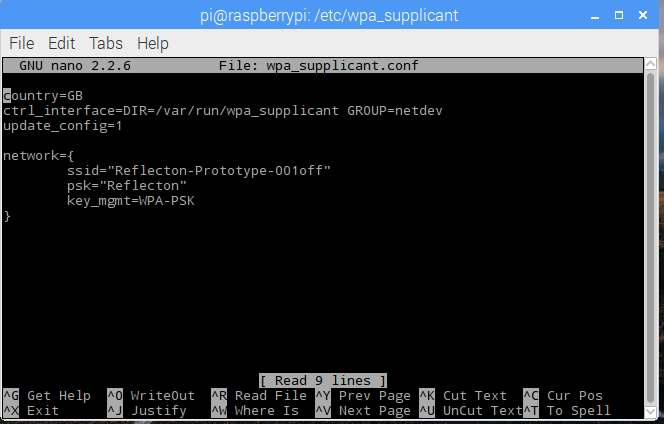 pi@raspberrypi: /etc/wpa_supplicant
File Edit Tabs Help
GNU nano 2.2.6 File: wpa_supplicant.conf
country=GB
ctrl_interface=DIR=/var/run/wpa_supplicant GROUP=netdev
update_config=1
network={
ssid="Reflecton-Prototype-001off"
psk="Reflecton"
key_mgmt=WPA-PSK
}
[ Read 9 lines ]
^G Get Help ^O WriteOut ^R Read File ^Y Prev Page ^K Cut Text ^C Cur Pos
^X Exit ^J Justify ^W Where Is ^V Next Page ^U UnCut Text^T To Spell